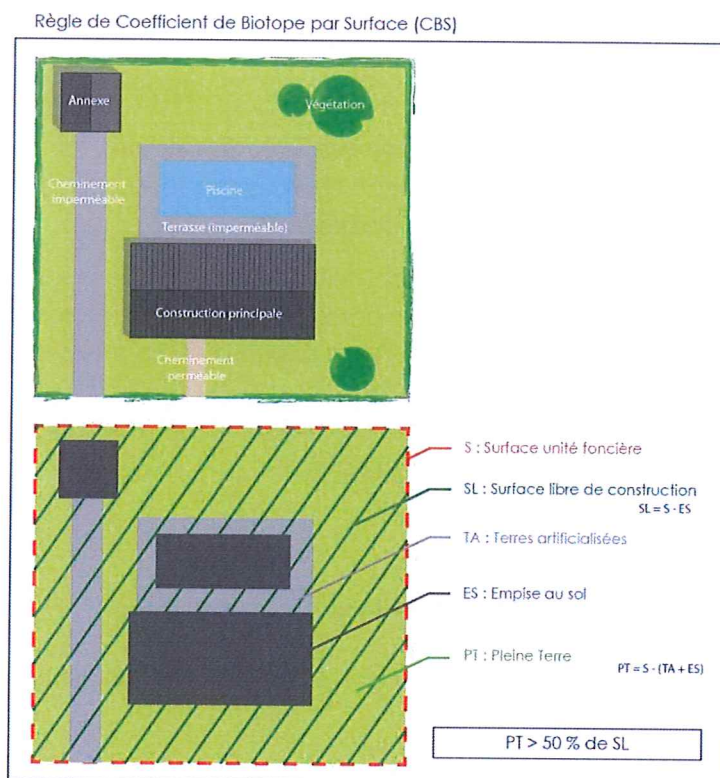 Règle de Coefficient de Biotope par Surface (CBS)
Annexe
Végétation
Cheminement
imperméable
Piscine
Terrasse (imperméable)
Construction principale
Cheminement
perméable
S : Surface unité foncière
SL : Surface libre de construction
SL = S - ES
TA : Terres artificialisées
ES : Empise au sol
PT : Pleine Terre
PT = S - (TA + ES)
PT > 50 % de SL